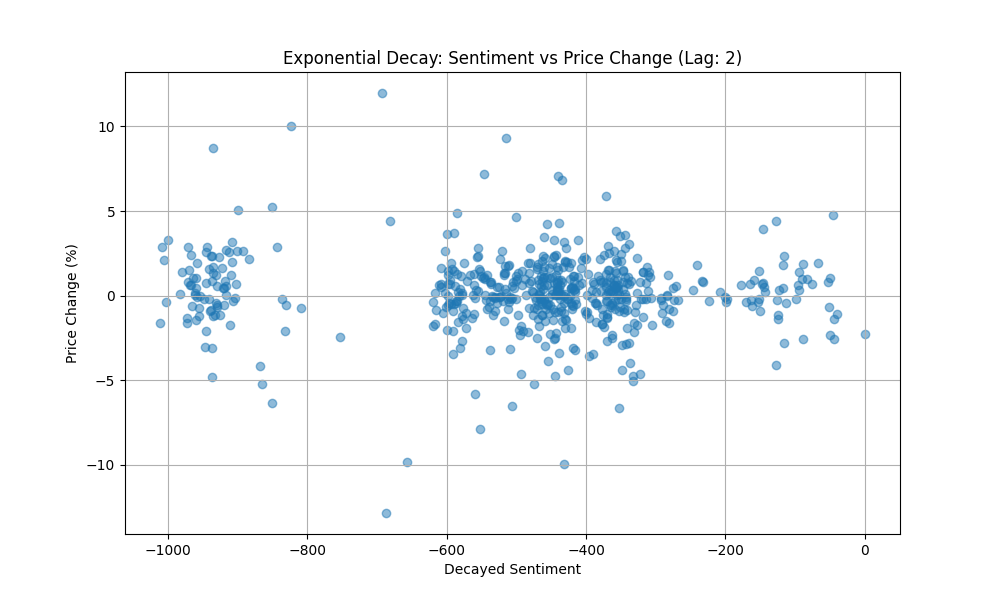 Exponential Decay: Sentiment vs Price Change (Lag: 2)
Price Change (%)
10
5
0
−5
−10
−1000 −800 −600 −400 −200 0
Decayed Sentiment